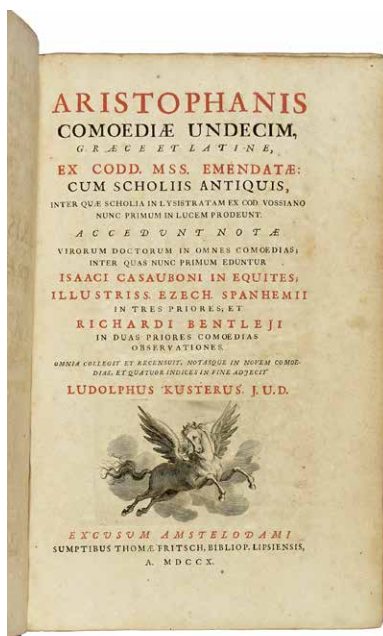 ARISTOPHANIS
COMOEDIÆ UNDECIM,
GRÆCE ET LATINE,
EX CODD. MSS. EMENDATÆ:
CUM SCHOLIIS ANTIQUIS,
INTER QUÆ SCHOLIA IN LYSISTRATAM EX COD. VOSSIANO
NUNC PRIMUM IN LUCEM PRODEUNT.
ACCEDVNT NOTÆ
VIRORUM DOCTORUM IN OMNES COMOEDIAS;
INTER QUAS NUNC PRIMUM EDUNTUR
ISAACI CASAUBONI IN EQUITES;
ILLUSTRISS. EZECH. SPANHEMII
IN TRES PRIORES; ET
RICHARDI BENTLEJI
IN DUAS PRIORES COMOEDIAS
OBSERVATIONES.
OMNIA COLLEGIT ET RECENSUIT, NOTASQUE IN NOVEM COMOE-
DIAS, ET QUATUOR INDICES IN FINE ADJECIT
LUDOLPHUS KUSTERUS. J.U.D.
EXCVSVM AMSTELODAMI
SUMPTIBUS THOMÆ FRITSCH, BIBLIOP. LIPSIENSIS,
A. MDCCX.